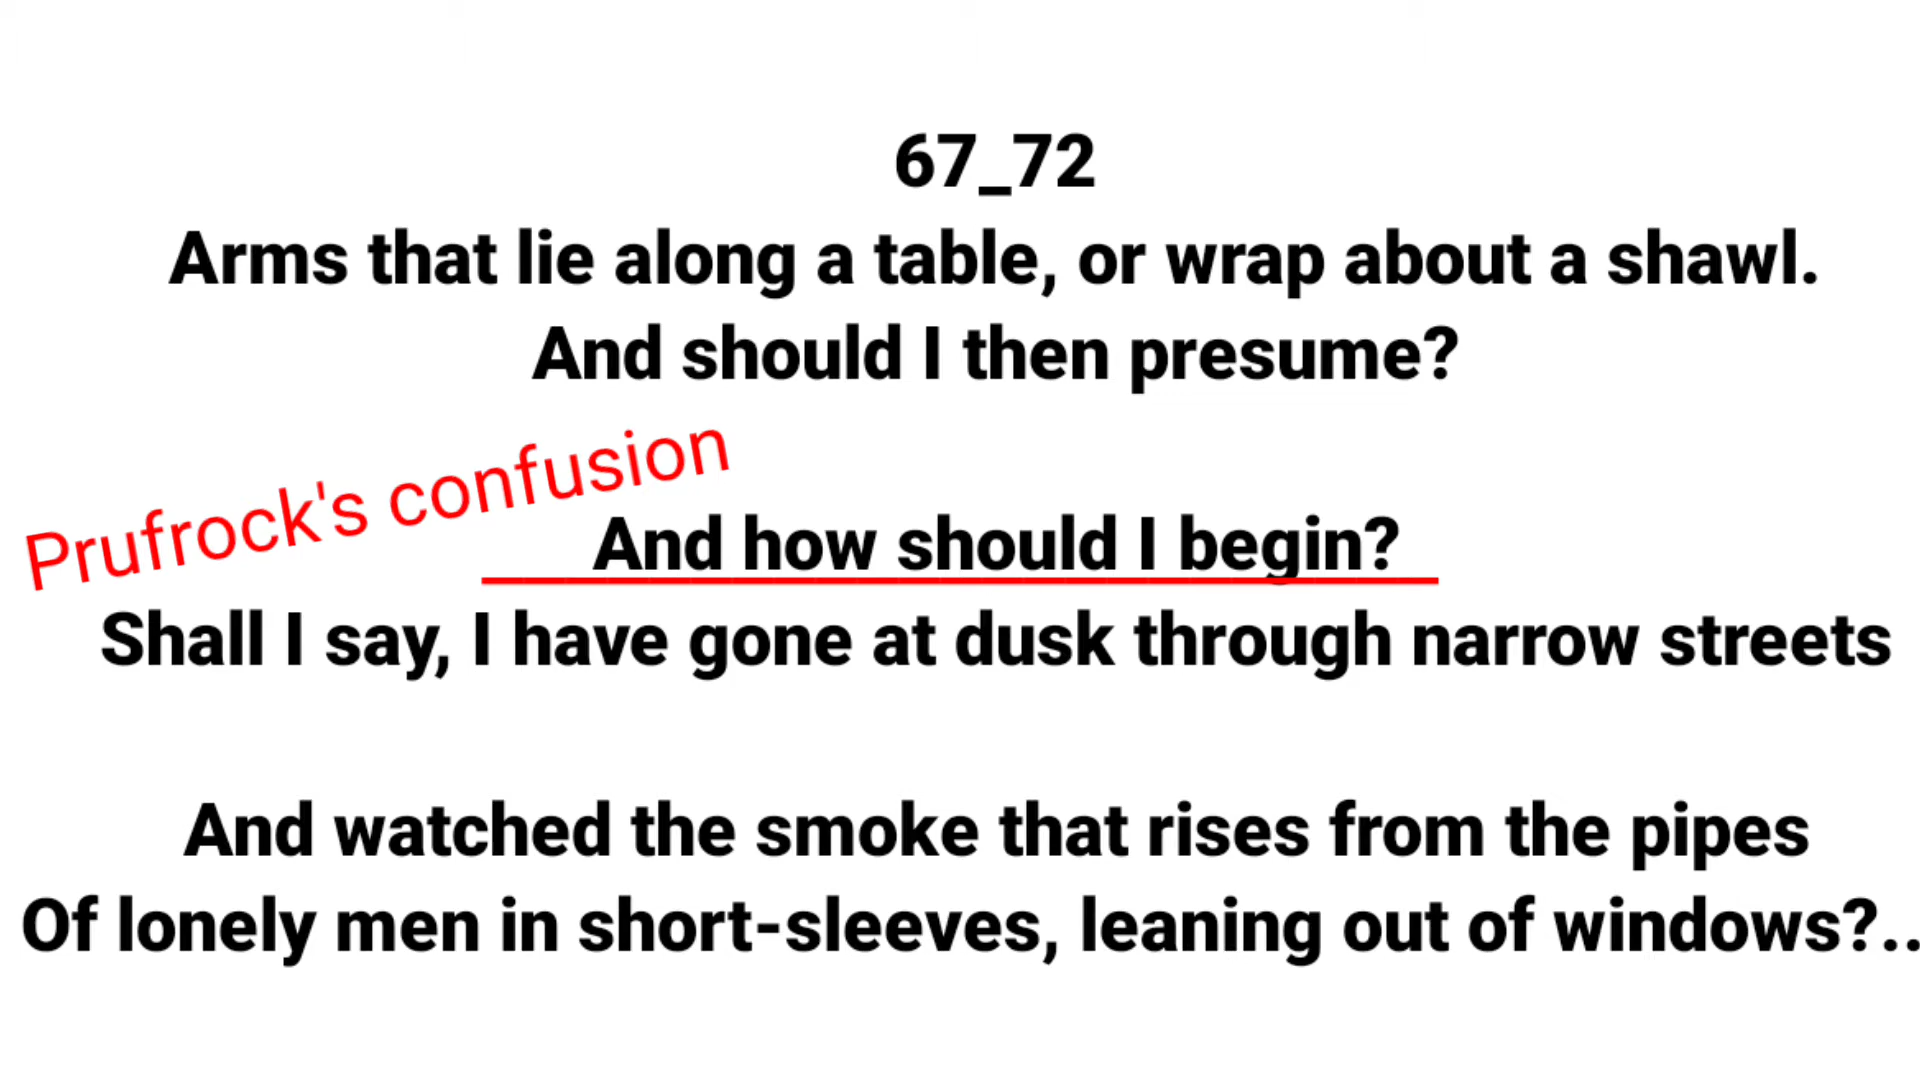 67_72
Arms that lie along a table, or wrap about a shawl.
And should I then presume?
Prufrock's confusion
And how should I begin?
Shall I say, I have gone at dusk through narrow streets
And watched the smoke that rises from the pipes
Of lonely men in short-sleeves, leaning out of windows?..